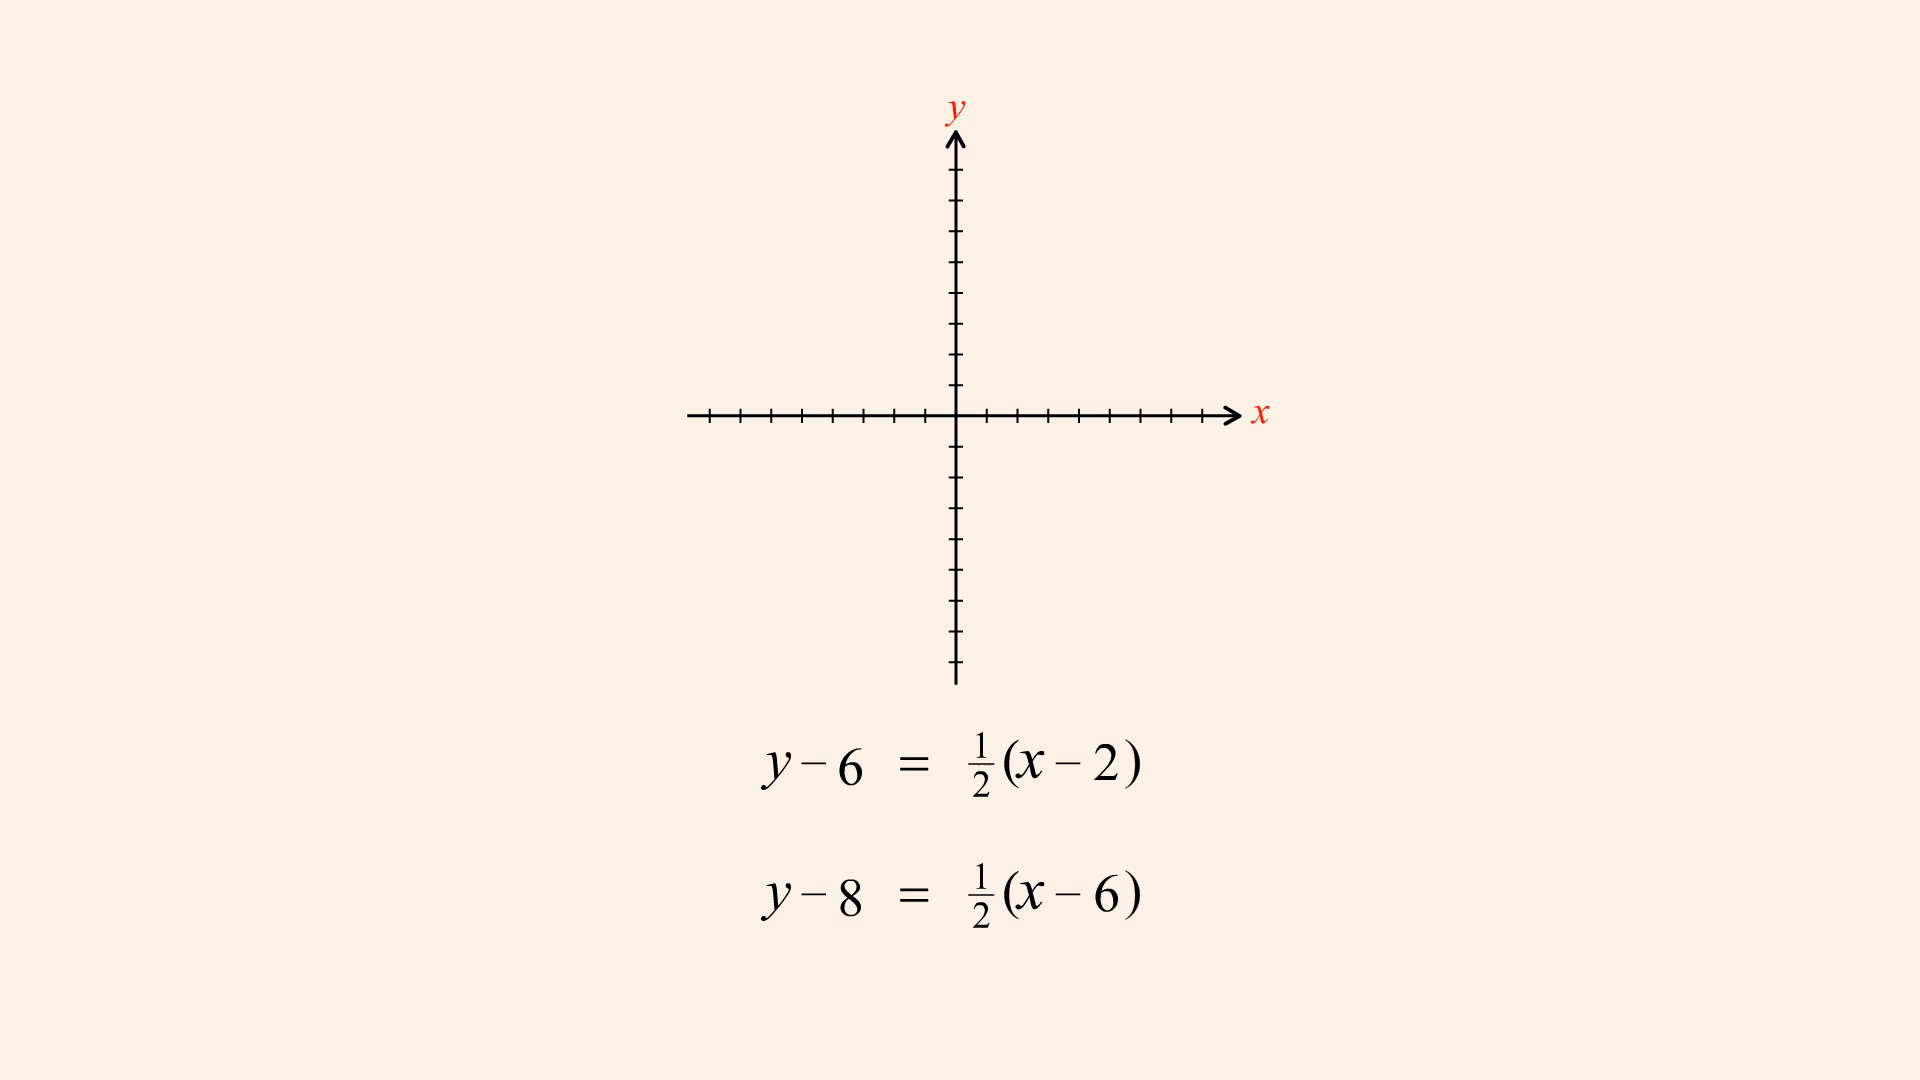 y
x
y − 6 = 1/2 (x − 2)
y − 8 = 1/2 (x − 6)